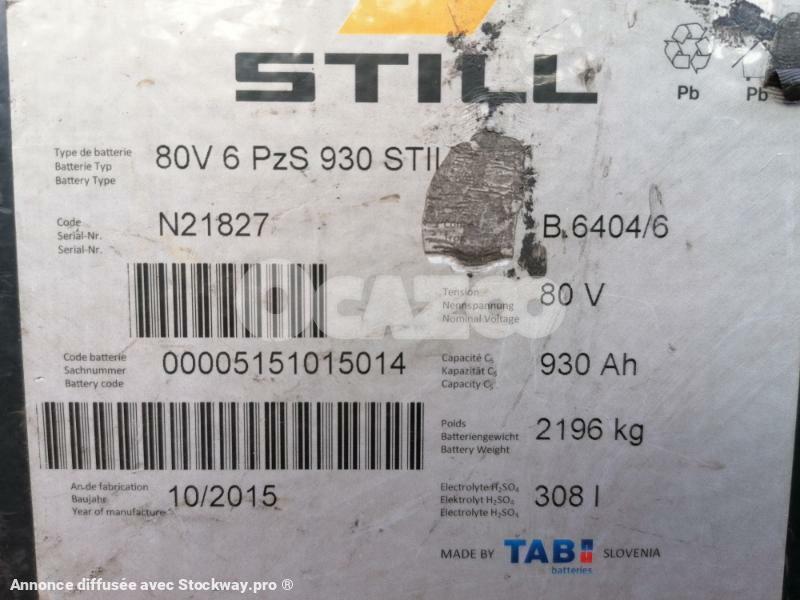 STILL
Pb
Pb
Type de batterie
Batterie Typ
Battery Type
80V 6 PzS 930
Code
Serial-Nr.
Serial-Nr.
N21827
B.6404/6
OCAZOO
Tension
Nennspannung
Nominal Voltage
80 V
Code batterie
Sachnummer
Battery code
00005151015014
Capacité C₅
Kapazität C₅
Capacity C₅
930 Ah
Poids
Batteriengewicht
Battery Weight
2196 kg
An de fabrication
Baujahr
Year of manufacture
10/2015
Electrolyte H₂SO₄
Elektrolyt H₂SO₄
Electrolyte H₂SO₄
308 l
MADE BY TAB batteries SLOVENIA
Annonce diffusée avec Stockway.pro ®